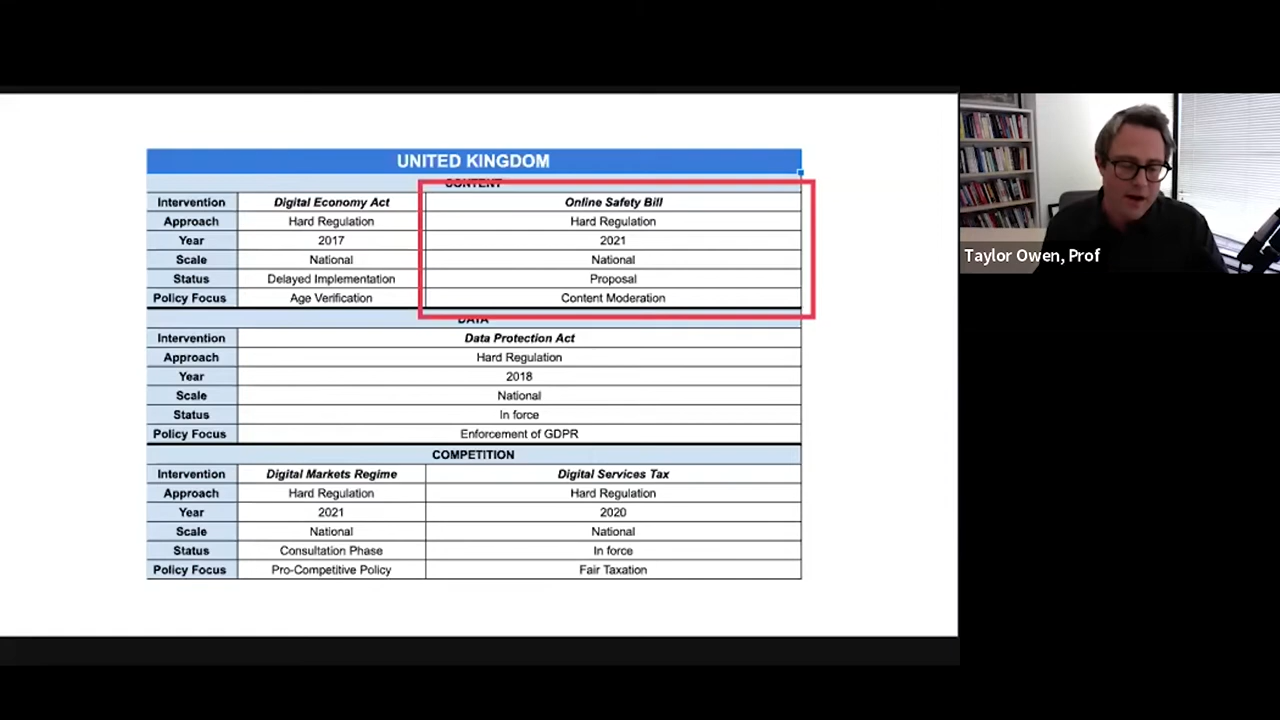 UNITED KINGDOM
CONTENT
Intervention Digital Economy Act Online Safety Bill
Approach Hard Regulation Hard Regulation
Year 2017 2021
Scale National National
Status Delayed Implementation Proposal
Policy Focus Age Verification Content Moderation
DATA
Intervention Data Protection Act
Approach Hard Regulation
Year 2018
Scale National
Status In force
Policy Focus Enforcement of GDPR
COMPETITION
Intervention Digital Markets Regime Digital Services Tax
Approach Hard Regulation Hard Regulation
Year 2021 2020
Scale National National
Status Consultation Phase In force
Policy Focus Pro-Competitive Policy Fair Taxation
Taylor Owen, Prof